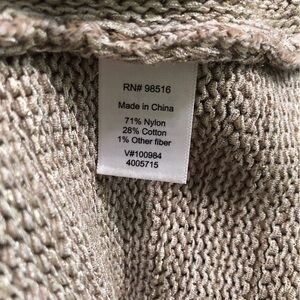 RN# 98516
Made in China
71% Nylon
28% Cotton
1% Other fiber
V#100984
4005715